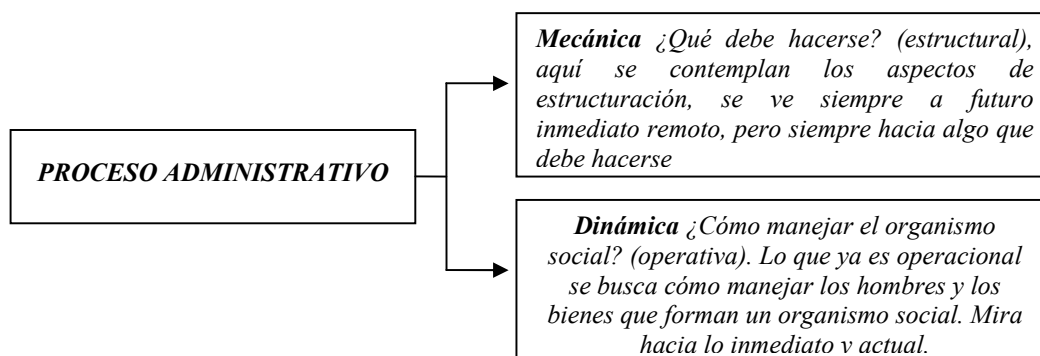 PROCESO ADMINISTRATIVO
Mecánica ¿Qué debe hacerse? (estructural),
aquí se contemplan los aspectos de
estructuración, se ve siempre a futuro
inmediato remoto, pero siempre hacia algo que
debe hacerse
Dinámica ¿Cómo manejar el organismo
social? (operativa). Lo que ya es operacional
se busca cómo manejar los hombres y los
bienes que forman un organismo social. Mira
hacia lo inmediato y actual.